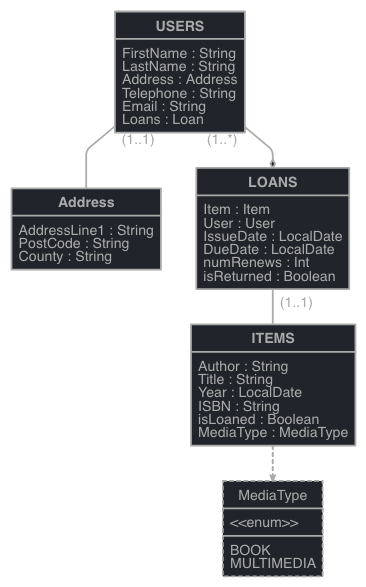 USERS
FirstName : String
LastName : String
Address : Address
Telephone : String
Email : String
Loans : Loan
(1..1)
(1..*)
Address
AddressLine1 : String
PostCode : String
County : String
LOANS
Item : Item
User : User
IssueDate : LocalDate
DueDate : LocalDate
numRenews : Int
isReturned : Boolean
(1..1)
ITEMS
Author : String
Title : String
Year : LocalDate
ISBN : String
isLoaned : Boolean
MediaType : MediaType
MediaType
<<enum>>
BOOK
MULTIMEDIA